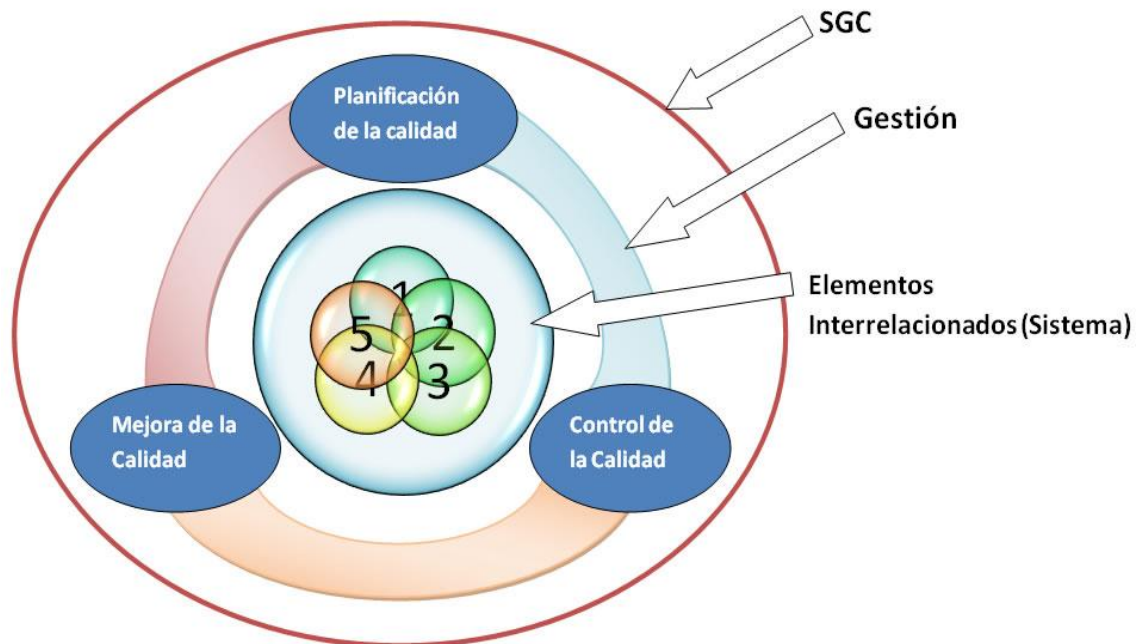 SGC
Planificación
de la calidad
Gestión
Elementos
Interrelacionados (Sistema)
1
5
2
4
3
Mejora de la
Calidad
Control de
la Calidad